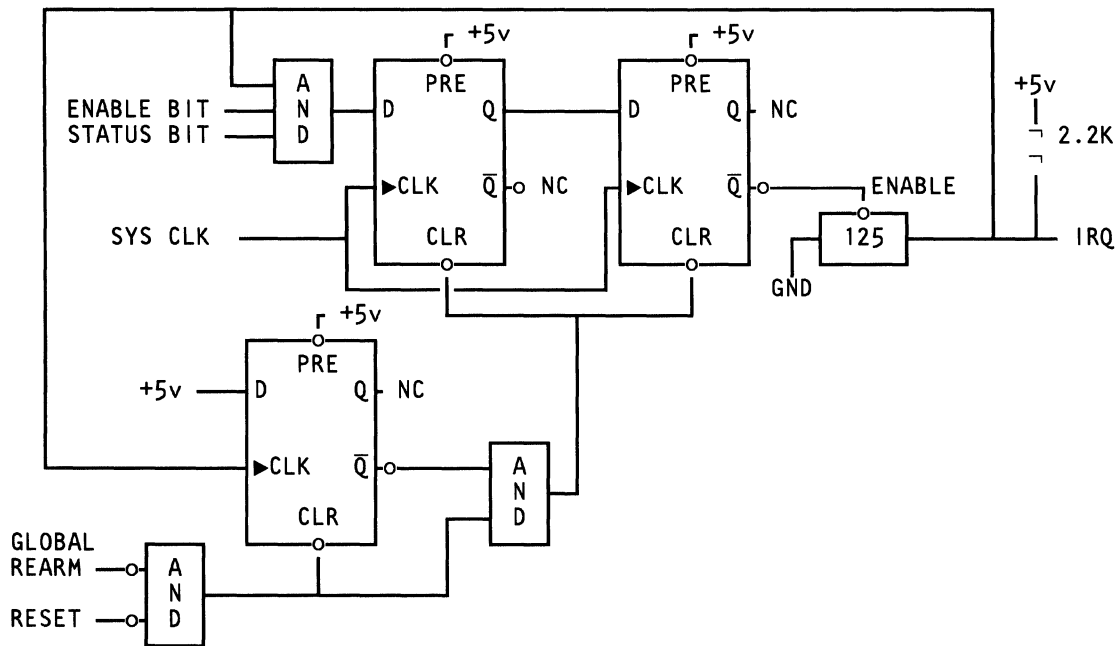 +5v
+5v
PRE
PRE
+5v
A
N
D
ENABLE BIT
STATUS BIT
D
Q
D
Q
NC
2.2K
CLK
Q̅
NC
CLK
Q̅
ENABLE
SYS CLK
CLR
CLR
125
IRQ
GND
+5v
PRE
+5v
D
Q
NC
CLK
Q̅
A
N
D
CLR
GLOBAL
REARM
RESET
A
N
D